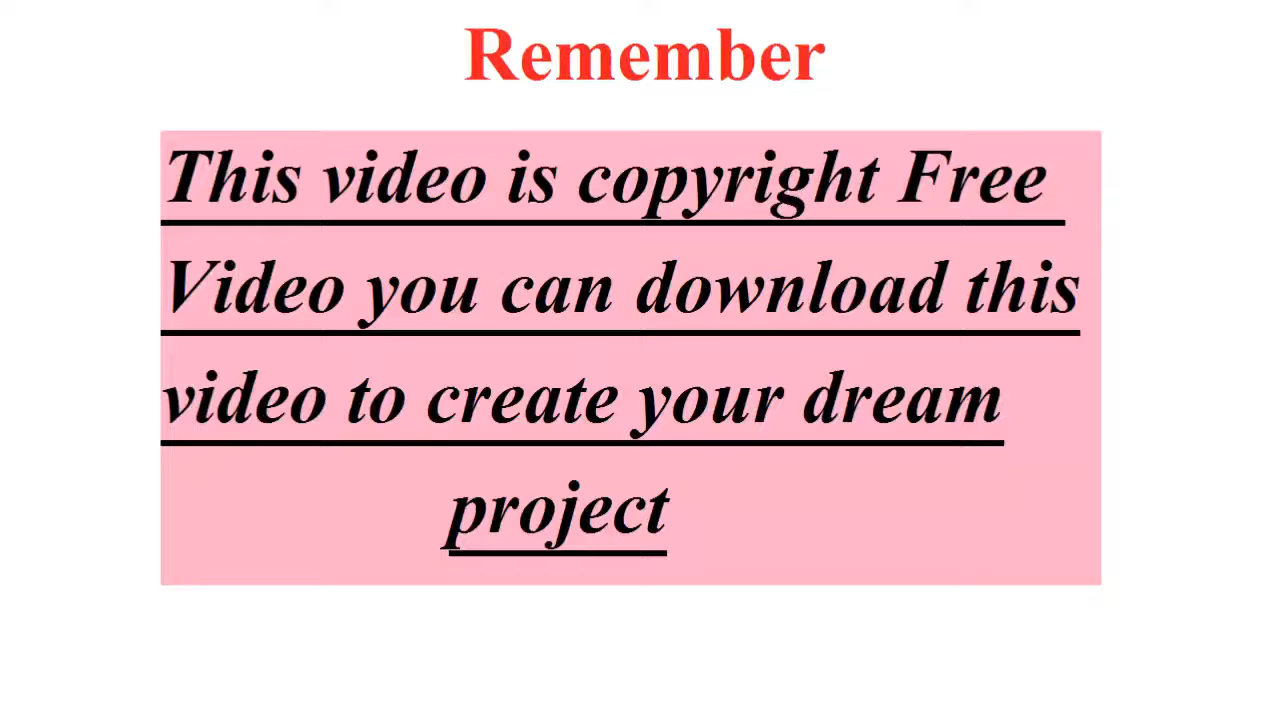 Remember
This video is copyright Free
Video you can download this
video to create your dream
project